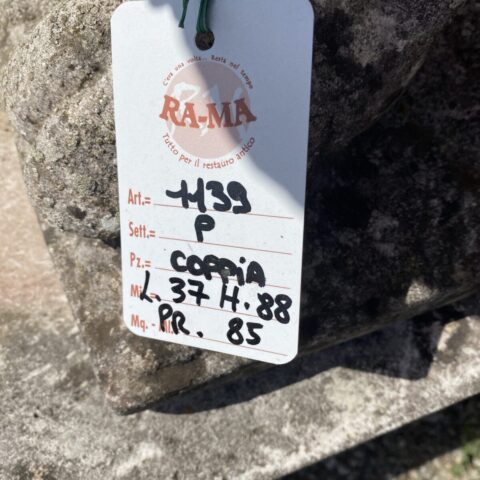 C'era una volta... Resta nel tempo
RA-MA
Tutto per il restauro antico
Art.= 1139
Sett.= P
Pz.= COPPIA
L. 37 H. 88
Mq. PR. 85